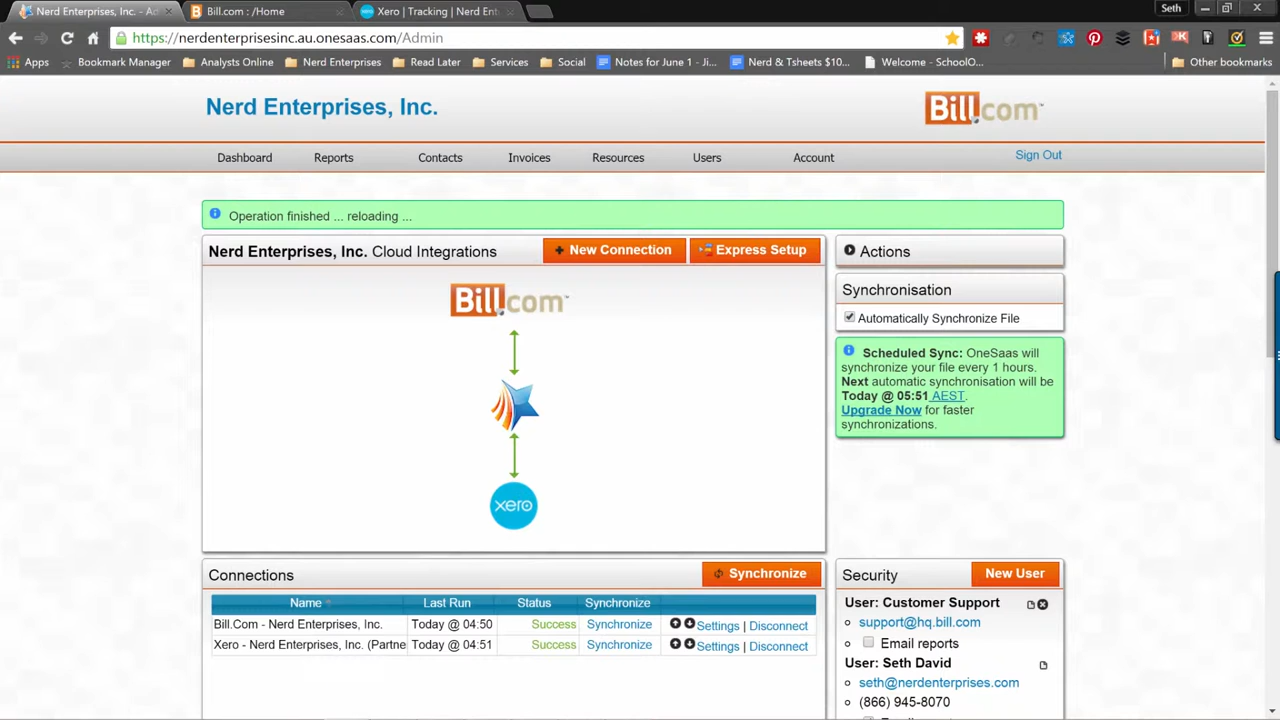 Nerd Enterprises, Inc. - Ad
Bill.com : /Home
Xero | Tracking | Nerd Ent
Seth
https://nerdenterprisesinc.au.onesaas.com/Admin
Apps
Bookmark Manager
Analysts Online
Nerd Enterprises
Read Later
Services
Social
Notes for June 1 - Ji...
Nerd & Tsheets $10...
Welcome - SchoolO...
Other bookmarks
Nerd Enterprises, Inc.
Bill.com™
Dashboard
Reports
Contacts
Invoices
Resources
Users
Account
Sign Out
Operation finished ... reloading ...
Nerd Enterprises, Inc. Cloud Integrations
New Connection
Express Setup
Bill.com™
xero
Actions
Synchronisation
Automatically Synchronize File
Scheduled Sync: OneSaas will
synchronize your file every 1 hours.
Next automatic synchronisation will be
Today @ 05:51 AEST.
Upgrade Now for faster
synchronizations.
Connections
Synchronize
Name Last Run Status Synchronize
Bill.Com - Nerd Enterprises, Inc. Today @ 04:50 Success Synchronize Settings | Disconnect
Xero - Nerd Enterprises, Inc. (Partne Today @ 04:51 Success Synchronize Settings | Disconnect
Security
New User
User: Customer Support
support@hq.bill.com
Email reports
User: Seth David
seth@nerdenterprises.com
(866) 945-8070